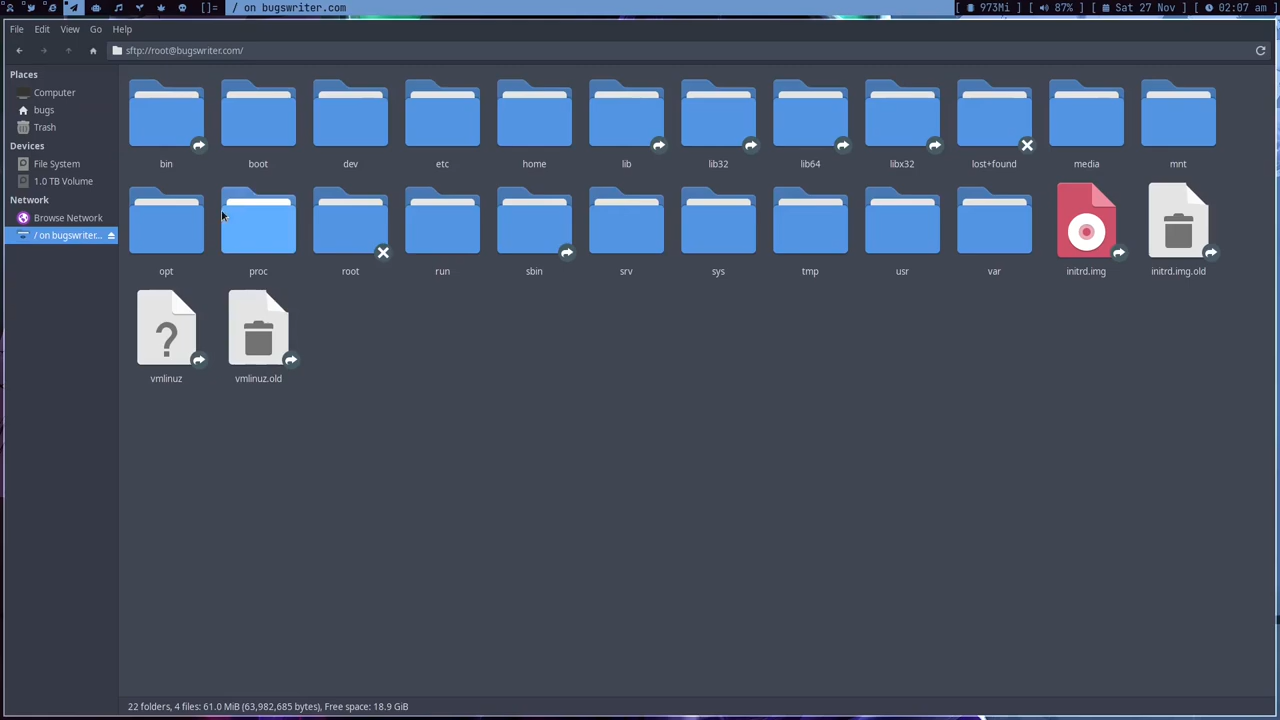 []= / on bugswriter.com [ 973Mi ] [ 87% ] [ Sat 27 Nov ] [ 02:07 am ]
File Edit View Go Help
sftp://root@bugswriter.com/
Places
Computer
bugs
Trash
Devices
File System
1.0 TB Volume
Network
Browse Network
/ on bugswriter...
bin boot dev etc home lib lib32 lib64 libx32 lost+found media mnt
opt proc root run sbin srv sys tmp usr var initrd.img initrd.img.old
vmlinuz vmlinuz.old
22 folders, 4 files: 61.0 MiB (63,982,685 bytes), Free space: 18.9 GiB